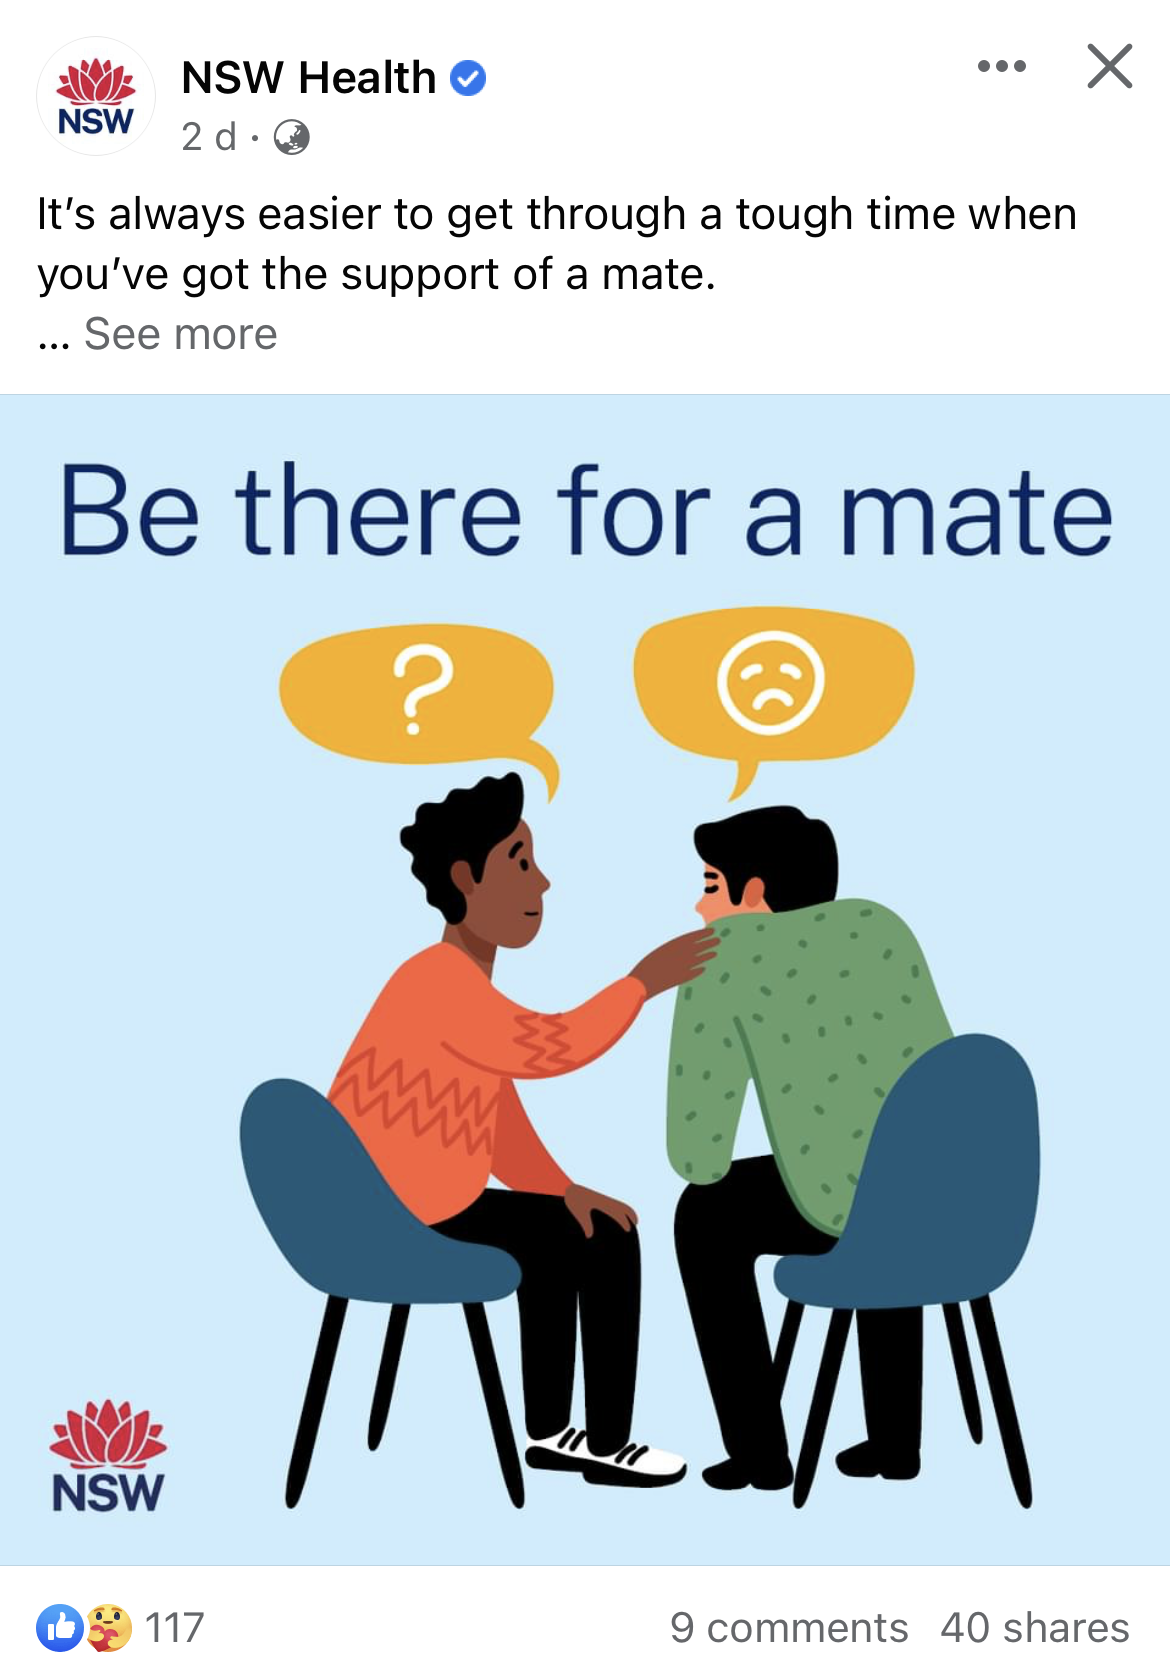 NSW
NSW Health
2 d ·
It's always easier to get through a tough time when
you've got the support of a mate.
... See more
Be there for a mate
?
NSW
117
9 comments 40 shares